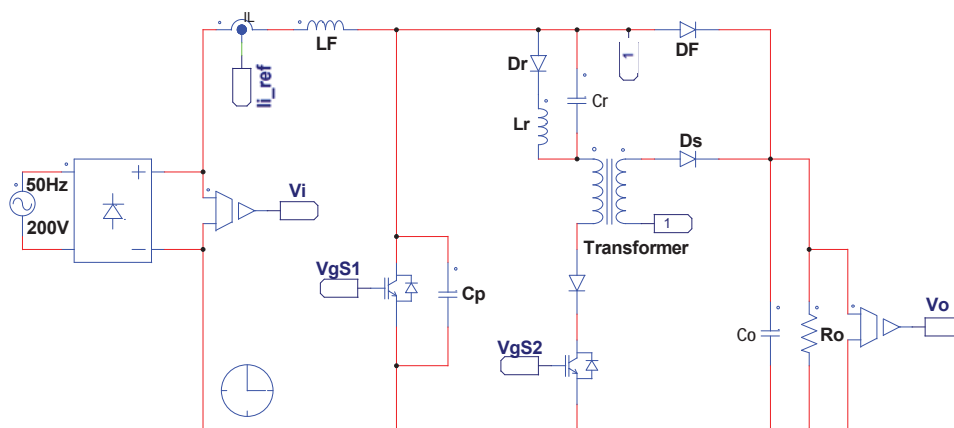 IL
LF
Ii_ref
1
DF
Dr
Cr
Lr
Ds
50Hz
200V
+
−
Vi
1
Transformer
VgS1
Cp
VgS2
Co
Ro
Vo